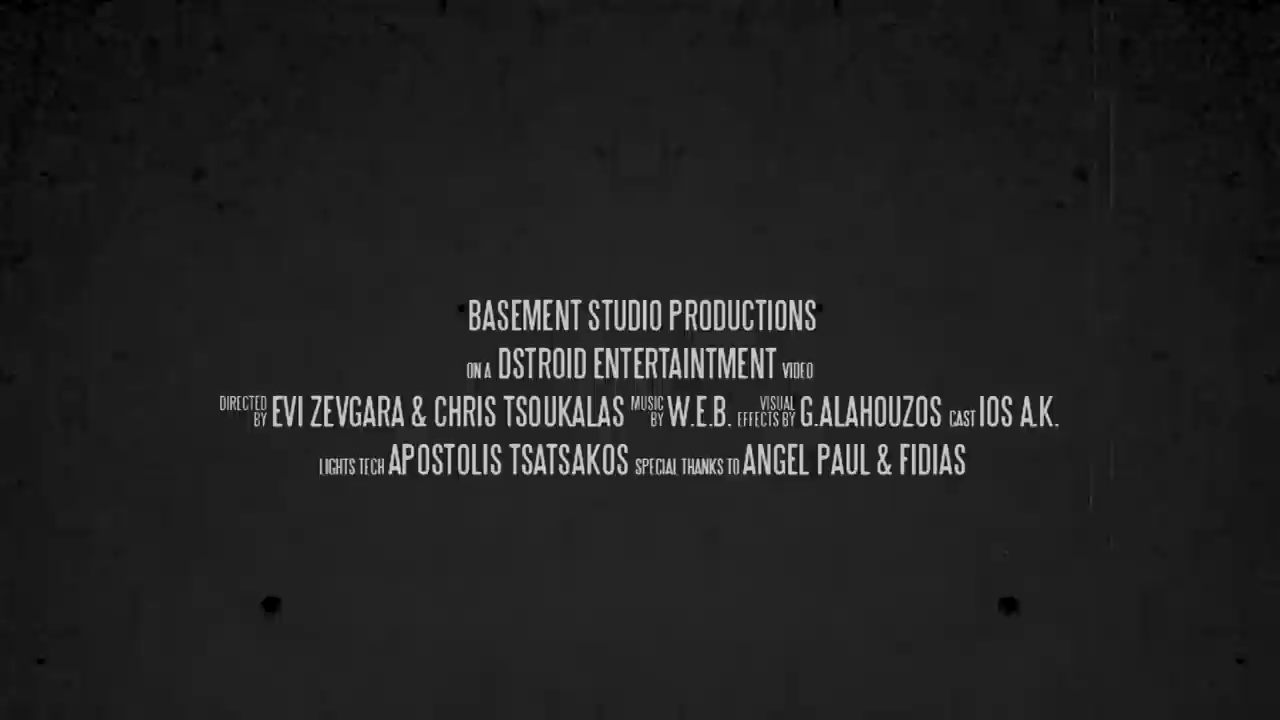 BASEMENT STUDIO PRODUCTIONS
ON A DSTROID ENTERTAINTMENT VIDEO
DIRECTED BY EVI ZEVGARA & CHRIS TSOUKALAS MUSIC BY W.E.B. VISUAL EFFECTS BY G.ALAHOUZOS CAST IOS A.K.
LIGHTS TECH APOSTOLIS TSATSAKOS SPECIAL THANKS TO ANGEL PAUL & FIDIAS